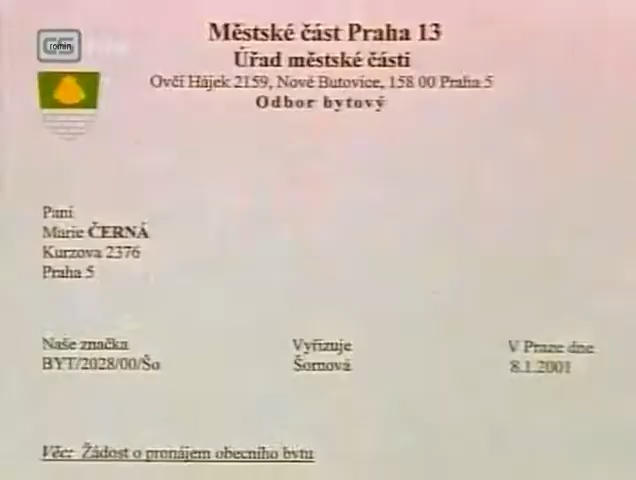 romin
Městské část Praha 13
Úřad městské části
Ovčí Hájek 2159, Nové Butovice, 158 00 Praha 5
Odbor bytový
Paní
Marie ČERNÁ
Kurzova 2376
Praha 5
Naše značka Vyřizuje V Praze dne
BYT/2028/00/Šo Šornová 8.1.2001
Věc: Žádost o pronájem obecního bytu